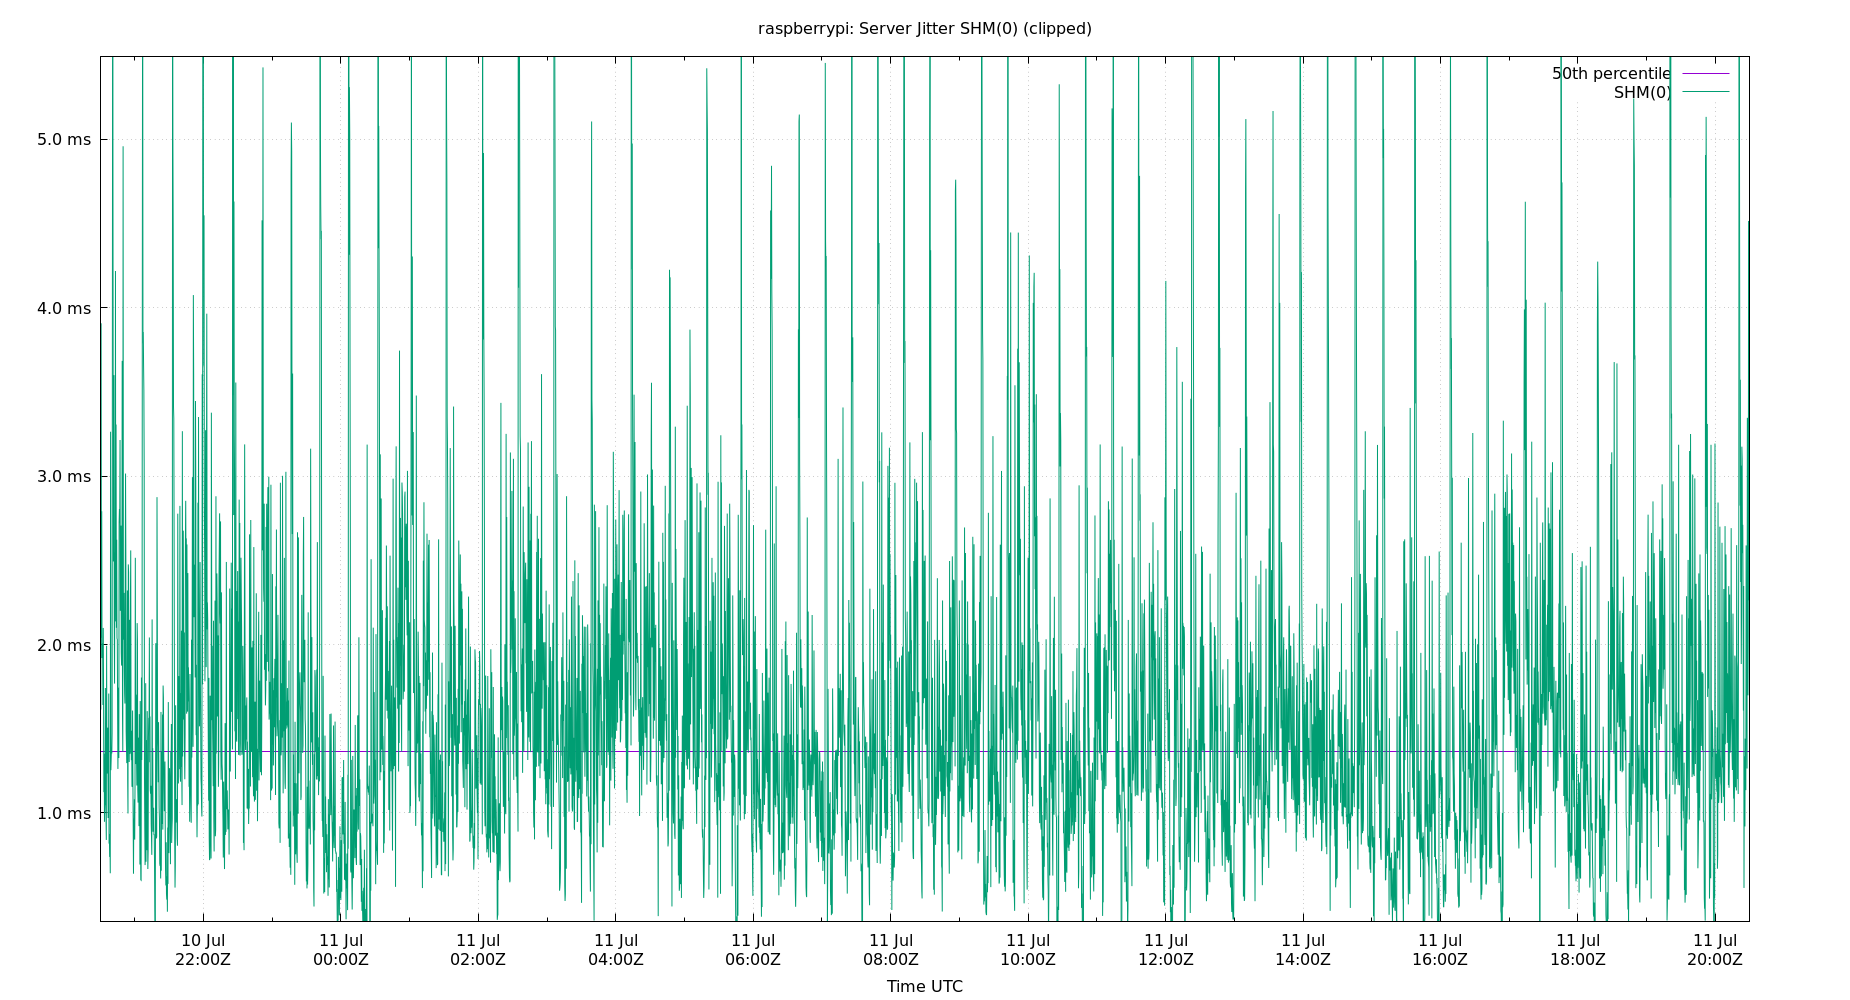 raspberrypi: Server Jitter SHM(0) (clipped)
50th percentile
SHM(0)
5.0 ms
4.0 ms
3.0 ms
2.0 ms
1.0 ms
10 Jul 11 Jul 11 Jul 11 Jul 11 Jul 11 Jul 11 Jul 11 Jul 11 Jul 11 Jul 11 Jul 11 Jul
22:00Z 00:00Z 02:00Z 04:00Z 06:00Z 08:00Z 10:00Z 12:00Z 14:00Z 16:00Z 18:00Z 20:00Z
Time UTC